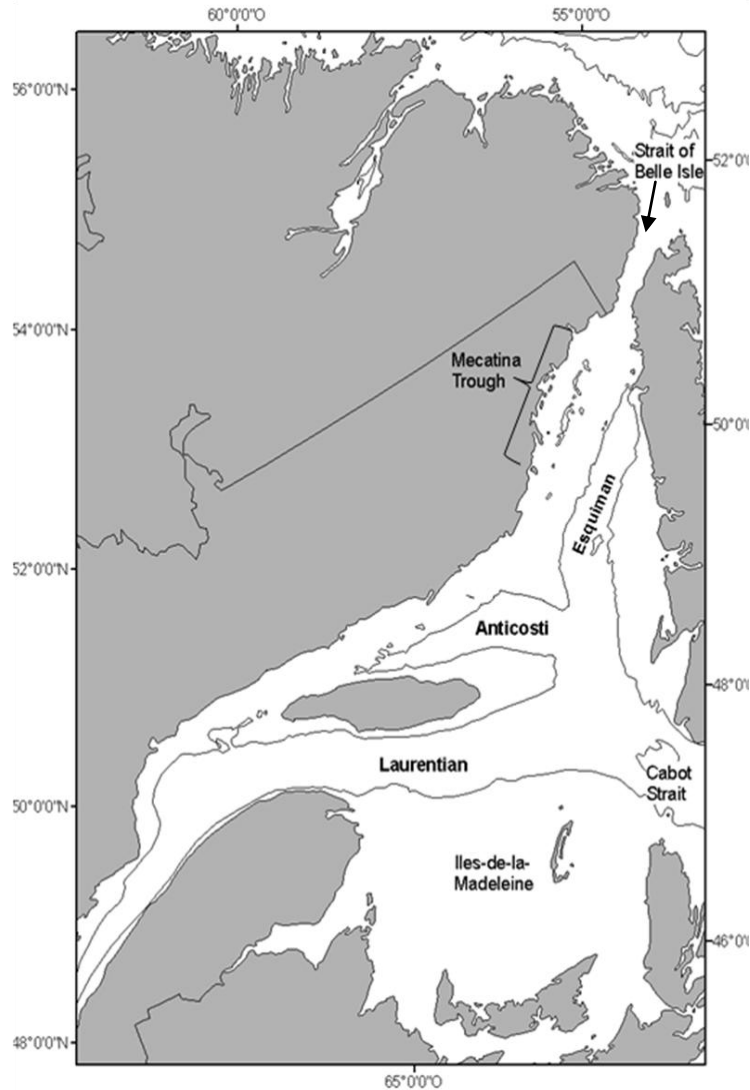 60°0'0"O
55°0'0"O
56°0'0"N
Strait of
Belle Isle
52°0'0"
54°0'0"N
Mecatina
Trough
50°0'0"
Esquiman
52°0'0"N
Anticosti
48°0'0"
Laurentian
Cabot
Strait
50°0'0"N
Iles-de-la-
Madeleine
46°0'0"
48°0'0"N
65°0'0"O